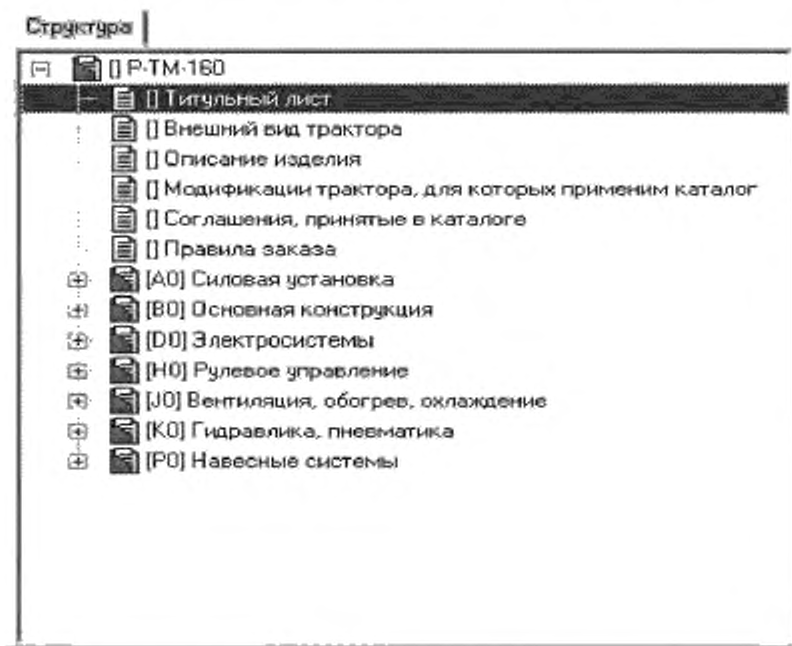 Структура
[] Р-ТМ-160
[] Титульный лист
[] Внешний вид трактора
[] Описание изделия
[] Модификации трактора, для которых применим каталог
[] Соглашения, принятые в каталоге
[] Правила заказа
[A0] Силовая установка
[B0] Основная конструкция
[D0] Электросистемы
[H0] Рулевое управление
[J0] Вентиляция, обогрев, охлаждение
[K0] Гидравлика, пневматика
[P0] Навесные системы